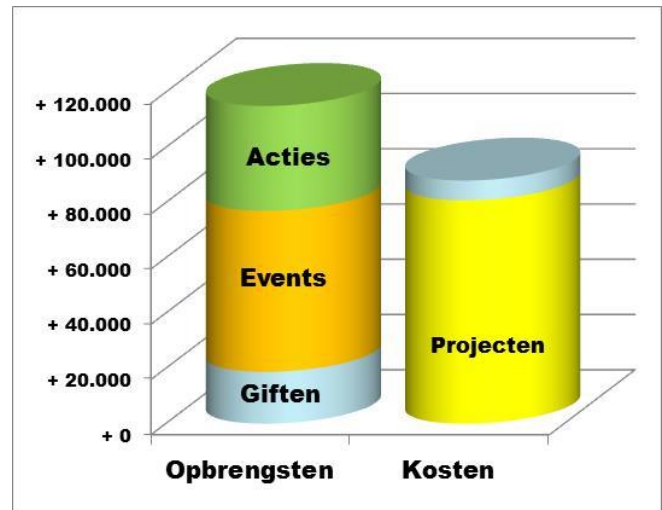 + 120.000
+ 100.000
+ 80.000
+ 60.000
+ 40.000
+ 20.000
+ 0
Acties
Events
Giften
Projecten
Opbrengsten
Kosten